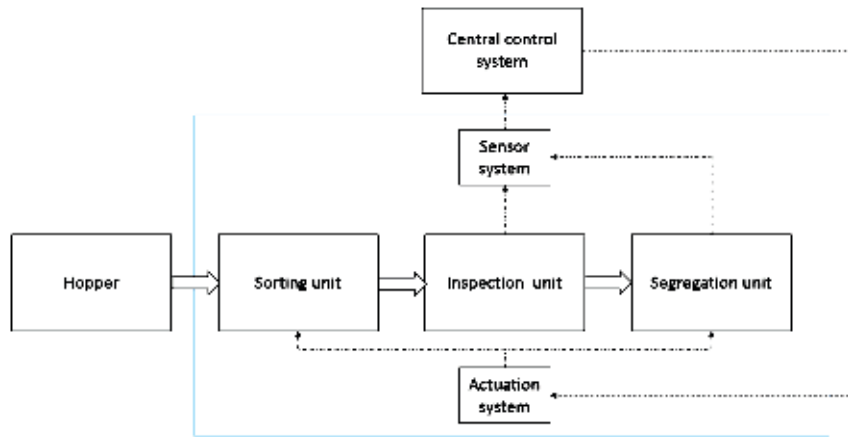 Central control
system
Sensor
system
Hopper
Sorting unit
Inspection unit
Segregation unit
Actuation
system